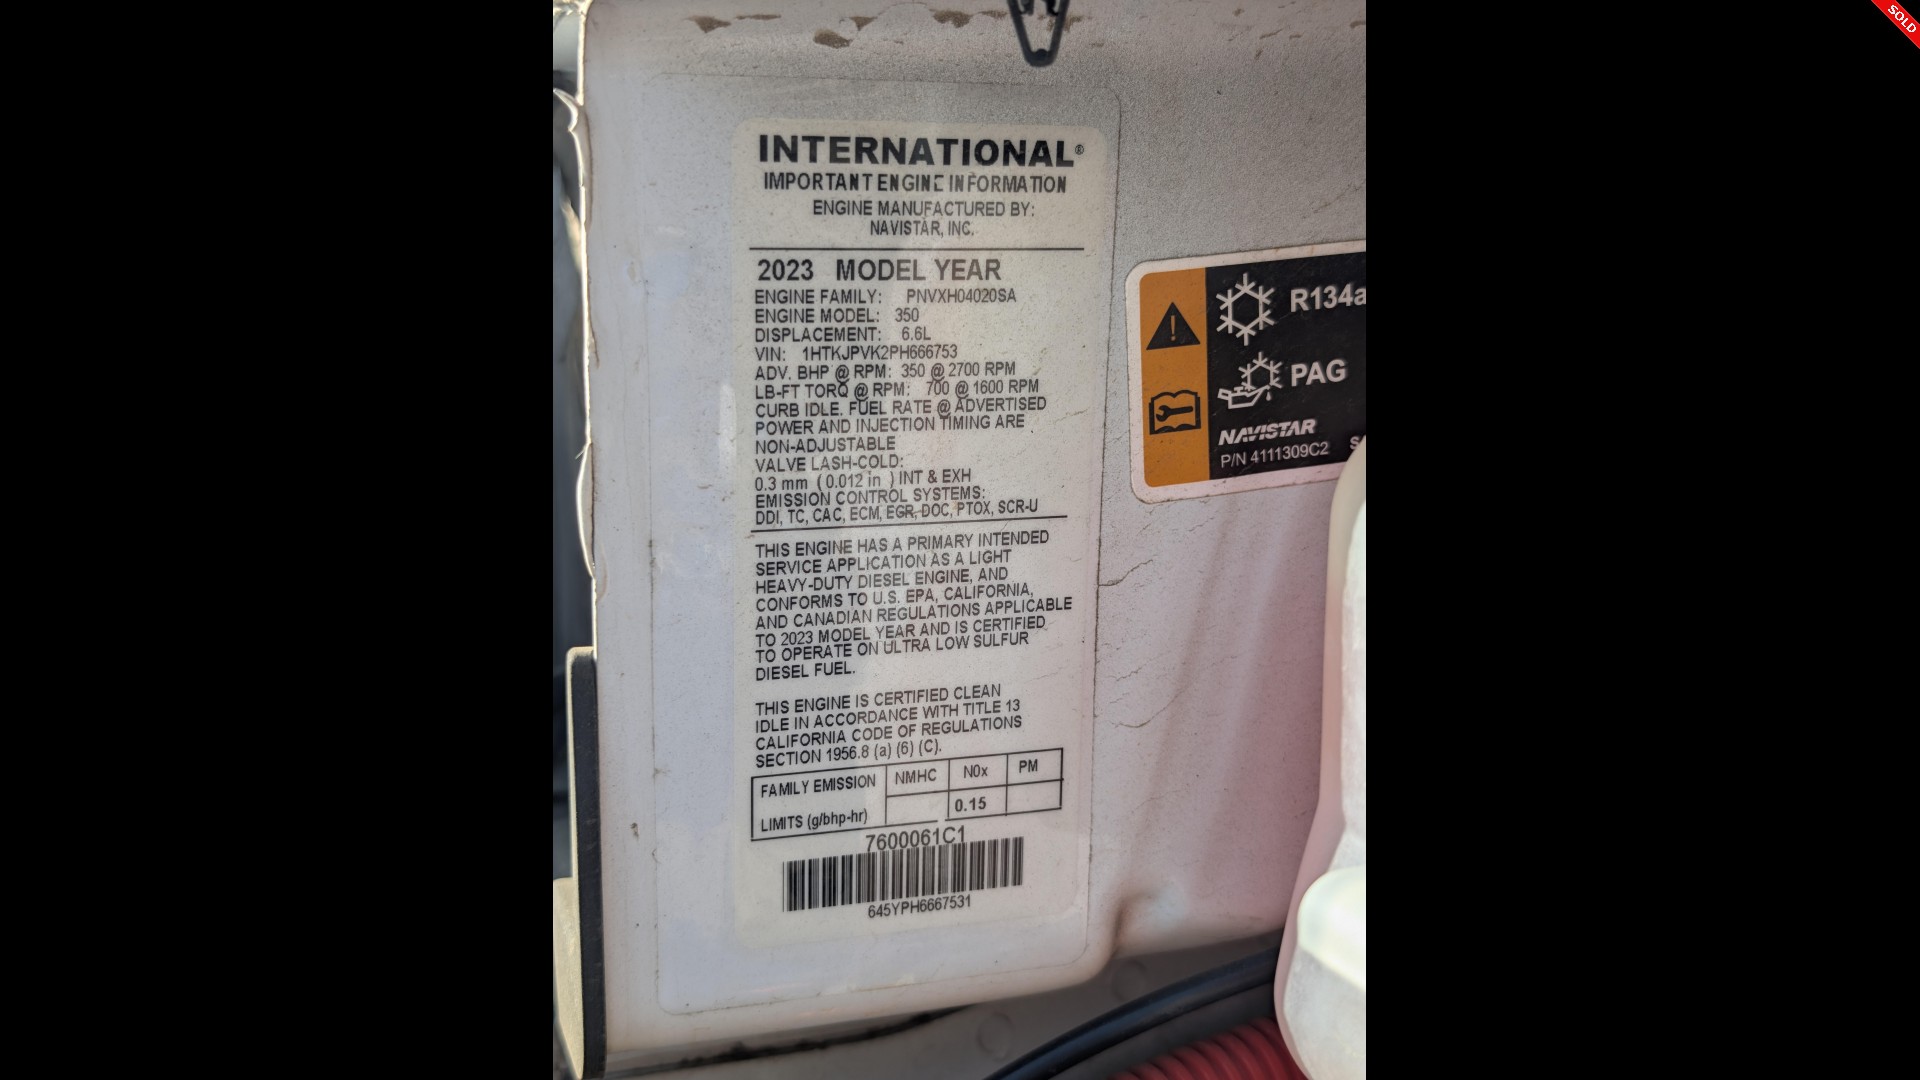 INTERNATIONAL®
IMPORTANT ENGINE INFORMATION
ENGINE MANUFACTURED BY:
NAVISTAR, INC.
2023 MODEL YEAR
ENGINE FAMILY: PNVXH04020SA
ENGINE MODEL: 350
DISPLACEMENT: 6.6L
VIN: 1HTKJPVK2PH666753
ADV. BHP @ RPM: 350 @ 2700 RPM
LB-FT TORQ @ RPM: 700 @ 1600 RPM
CURB IDLE. FUEL RATE @ ADVERTISED
POWER AND INJECTION TIMING ARE
NON-ADJUSTABLE
VALVE LASH-COLD:
0.3 mm (0.012 in ) INT & EXH
EMISSION CONTROL SYSTEMS:
DDI, TC, CAC, ECM, EGR, DOC, PTOX, SCR-U
THIS ENGINE HAS A PRIMARY INTENDED
SERVICE APPLICATION AS A LIGHT
HEAVY-DUTY DIESEL ENGINE, AND
CONFORMS TO U.S. EPA, CALIFORNIA,
AND CANADIAN REGULATIONS APPLICABLE
TO 2023 MODEL YEAR AND IS CERTIFIED
TO OPERATE ON ULTRA LOW SULFUR
DIESEL FUEL.
THIS ENGINE IS CERTIFIED CLEAN
IDLE IN ACCORDANCE WITH TITLE 13
CALIFORNIA CODE OF REGULATIONS
SECTION 1956.8 (a) (6) (C).
FAMILY EMISSION NMHC N0x PM
LIMITS (g/bhp-hr) 0.15
7600061C1
645YPH6667531
R134a
PAG
NAVISTAR
P/N 4111309C2
SOLD